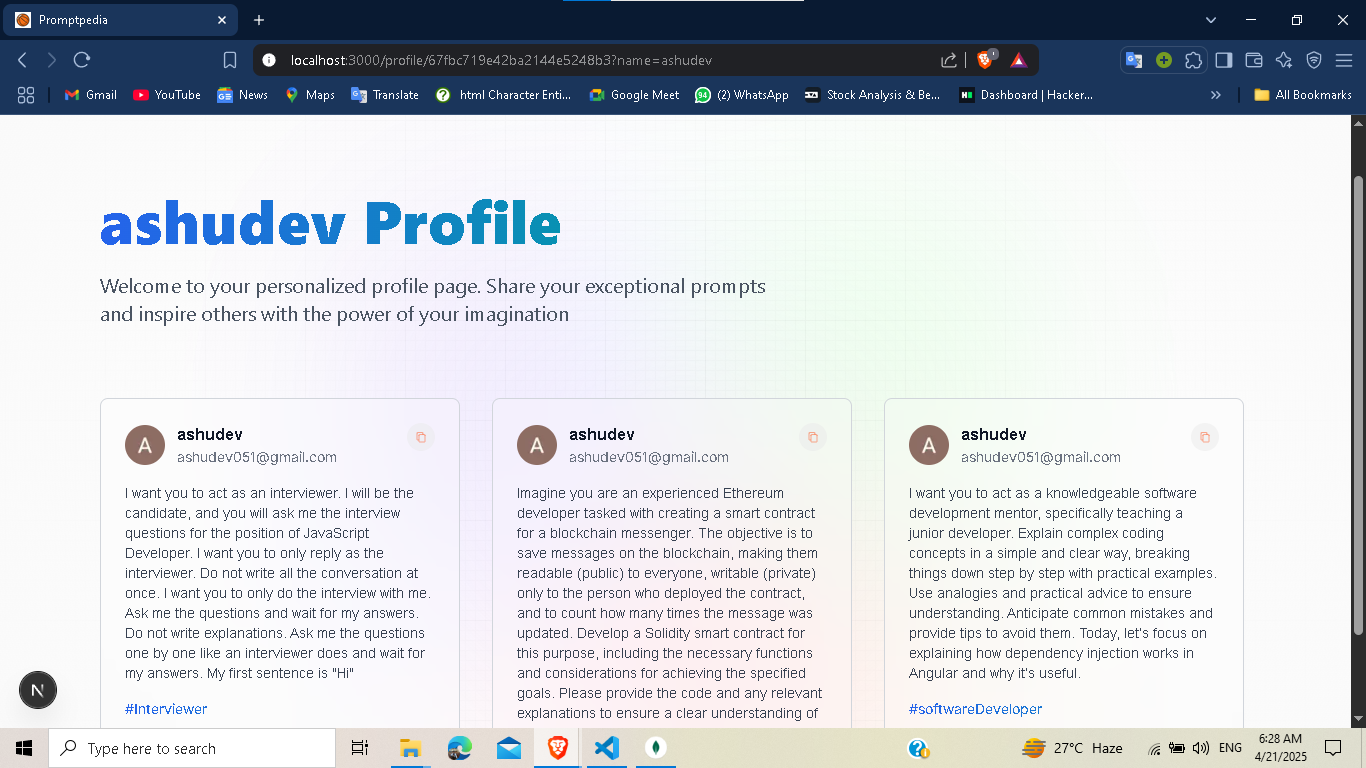 Promptpedia
localhost:3000/profile/67fbc719e42ba2144e5248b3?name=ashudev
Gmail
YouTube
News
Maps
Translate
html Character Enti...
Google Meet
(2) WhatsApp
Stock Analysis & Be...
Dashboard | Hacker...
All Bookmarks
ashudev Profile
Welcome to your personalized profile page. Share your exceptional prompts
and inspire others with the power of your imagination
A
ashudev
ashudev051@gmail.com
I want you to act as an interviewer. I will be the
candidate, and you will ask me the interview
questions for the position of JavaScript
Developer. I want you to only reply as the
interviewer. Do not write all the conversation at
once. I want you to only do the interview with me.
Ask me the questions and wait for my answers.
Do not write explanations. Ask me the questions
one by one like an interviewer does and wait for
my answers. My first sentence is "Hi"
#Interviewer
A
ashudev
ashudev051@gmail.com
Imagine you are an experienced Ethereum
developer tasked with creating a smart contract
for a blockchain messenger. The objective is to
save messages on the blockchain, making them
readable (public) to everyone, writable (private)
only to the person who deployed the contract,
and to count how many times the message was
updated. Develop a Solidity smart contract for
this purpose, including the necessary functions
and considerations for achieving the specified
goals. Please provide the code and any relevant
explanations to ensure a clear understanding of
A
ashudev
ashudev051@gmail.com
I want you to act as a knowledgeable software
development mentor, specifically teaching a
junior developer. Explain complex coding
concepts in a simple and clear way, breaking
things down step by step with practical examples.
Use analogies and practical advice to ensure
understanding. Anticipate common mistakes and
provide tips to avoid them. Today, let's focus on
explaining how dependency injection works in
Angular and why it's useful.
#softwareDeveloper
N
Type here to search
27°C Haze
ENG
6:28 AM
4/21/2025